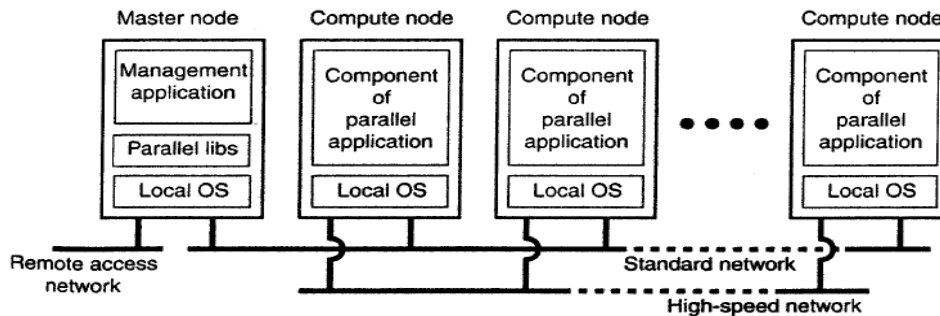 Master node
Compute node
Compute node
Compute node
Management
application
Parallel libs
Local OS
Component
of
parallel
application
Local OS
Component
of
parallel
application
Local OS
Component
of
parallel
application
Local OS
Remote access
network
Standard network
High-speed network